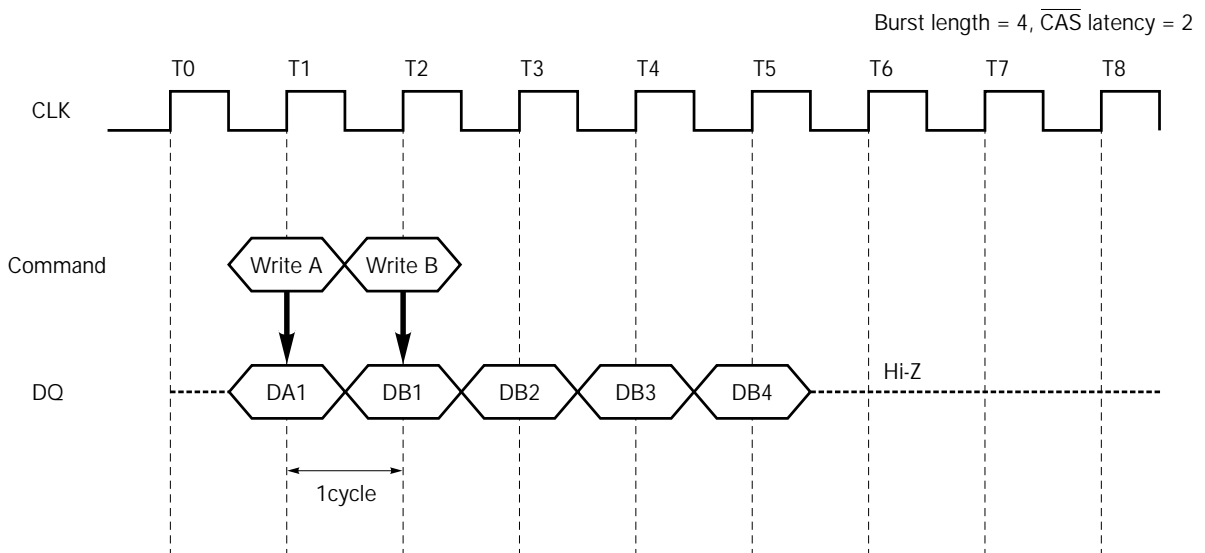 Burst length = 4, CAS latency = 2
T0 T1 T2 T3 T4 T5 T6 T7 T8
CLK
Command Write A Write B
Hi-Z
DQ DA1 DB1 DB2 DB3 DB4
1cycle